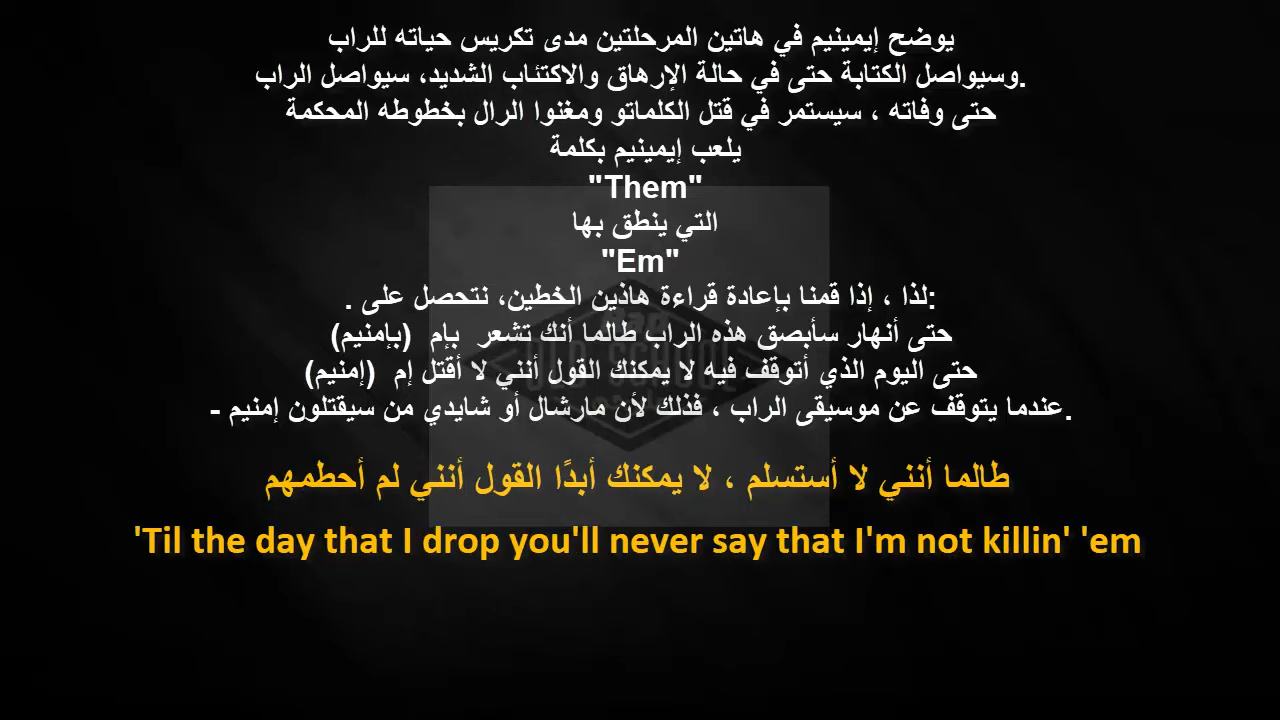 يوضح إيمينيم في هاتين المرحلتين مدى تكريس حياته للراب
وسيواصل الكتابة حتى في حالة الإرهاق والاكتئاب الشديد، سيواصل الراب.
حتى وفاته ، سيستمر في قتل الكلماتو ومغنوا الرال بخطوطه المحكمة
يلعب إيمينيم بكلمة
"Them"
التي ينطق بها
"Em"
:لذا ، إذا قمنا بإعادة قراءة هاذين الخطين، نتحصل على .
حتى أنهار سأبصق هذه الراب طالما أنك تشعر بإم (بإمنيم)
حتى اليوم الذي أتوقف فيه لا يمكنك القول أنني لا أقتل إم (إمنيم)
.عندما يتوقف عن موسيقى الراب ، فذلك لأن مارشال أو شايدي من سيقتلون إمنيم -
OLD SCHOOL
طالما أنني لا أستسلم ، لا يمكنك أبدًا القول أنني لم أحطمهم
'Til the day that I drop you'll never say that I'm not killin' 'em